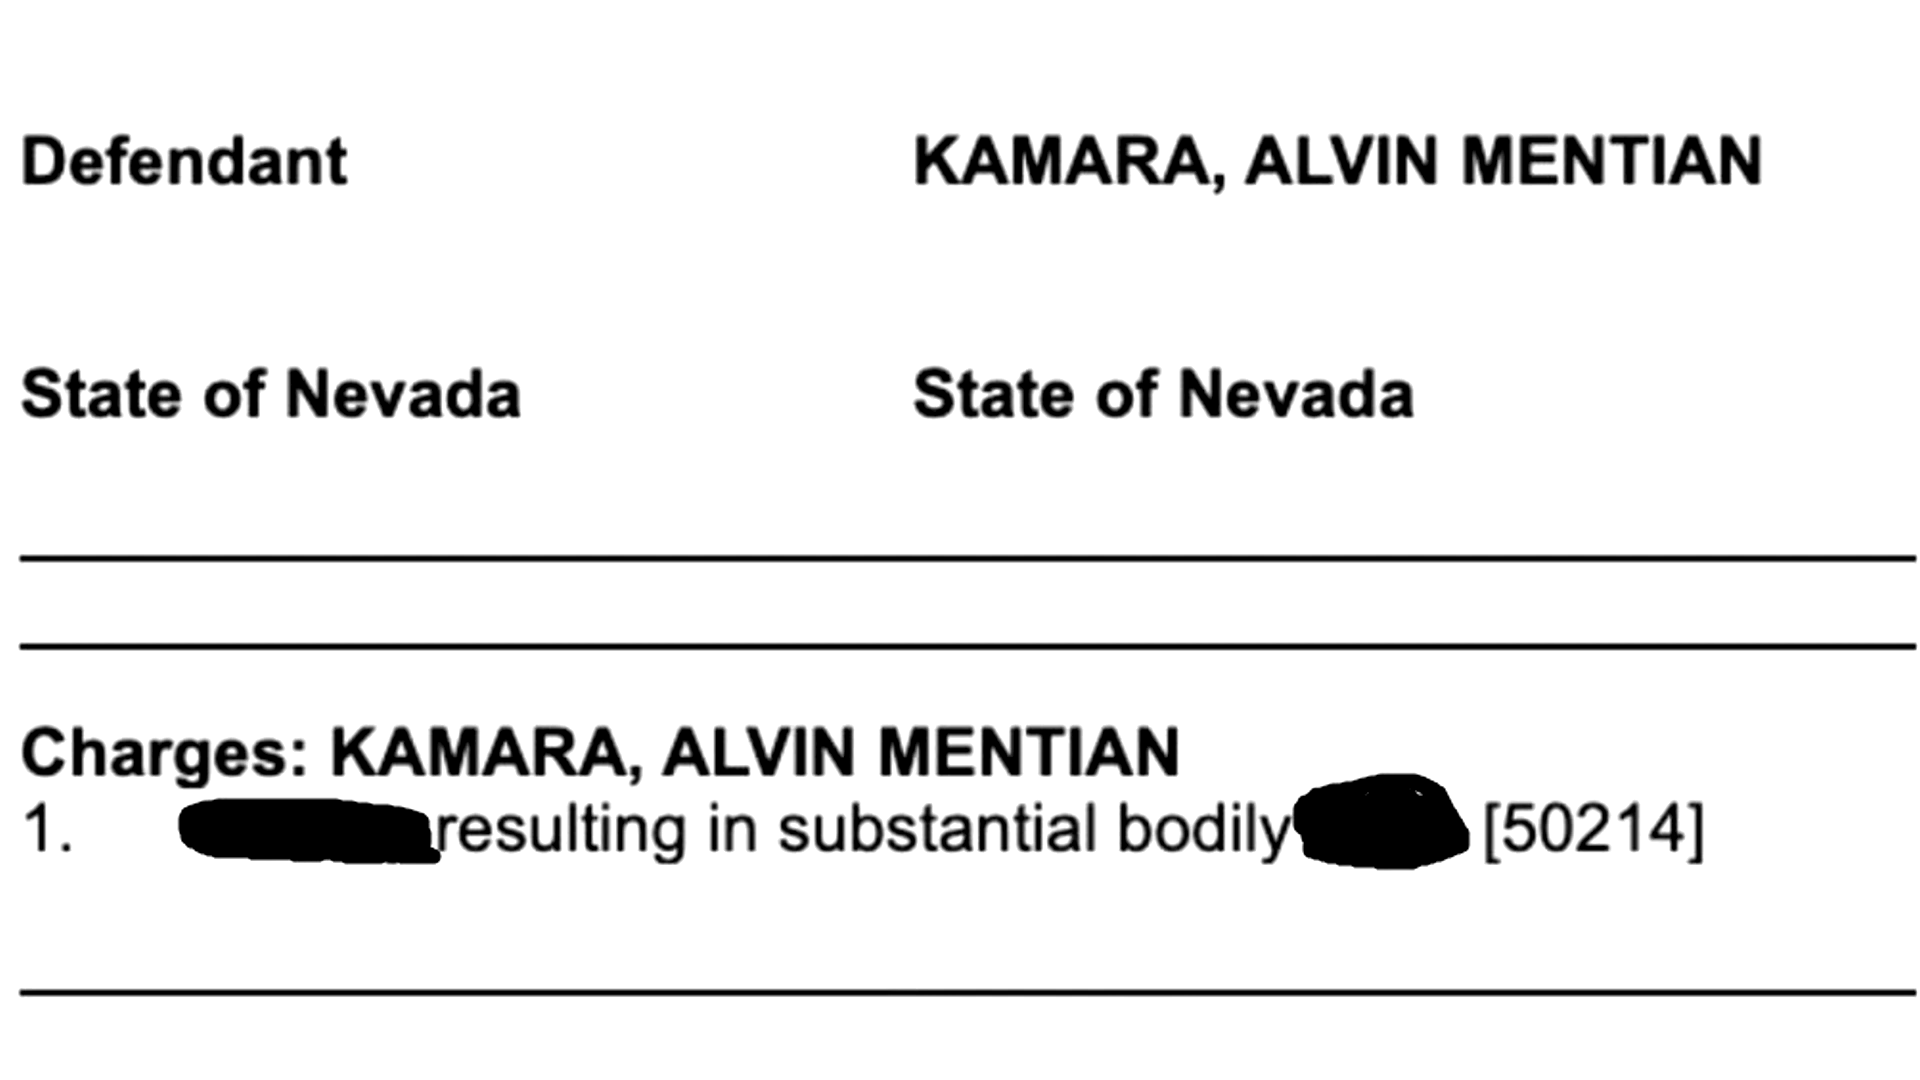 Defendant KAMARA, ALVIN MENTIAN
State of Nevada State of Nevada
Charges: KAMARA, ALVIN MENTIAN
1. resulting in substantial bodily [50214]